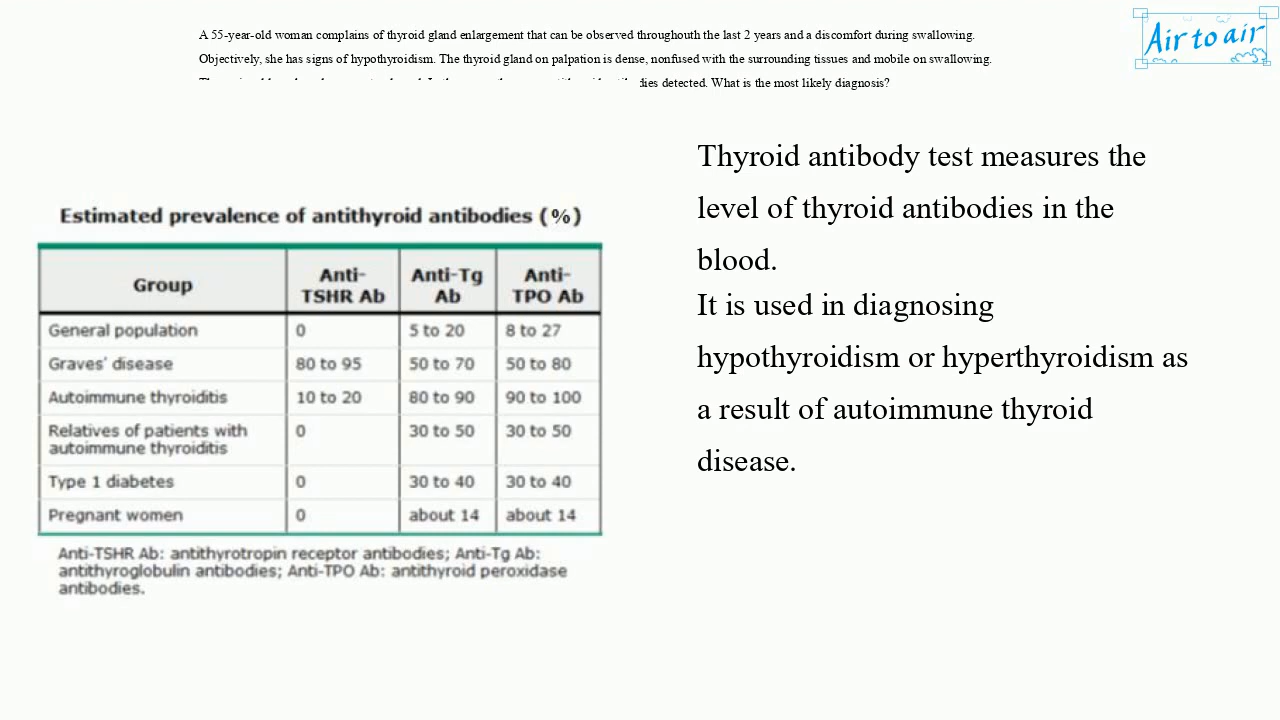 A 55-year-old woman complains of thyroid gland enlargement that cold be observed throughouth the last 2 years and a discomfort during swallowing.
Air to air
Objectively, she has signs of hypothyroidism. The thyroid gland on palpation is dense, nonfused with the surrounding tissues and mobile on swallowing.
dies detected. What is the most likely diagnosis?
Thyroid antibody test measures the
level of thyroid antibodies in the
blood.
It is used in diagnosing
hypothyroidism or hyperthyroidism as
a result of autoimmune thyroid
disease.
Estimated prevalence of antithyroid antibodies (%)
Group Anti-TSHR Ab Anti-Tg Ab Anti-TPO Ab
General population 0 5 to 20 8 to 27
Graves' disease 80 to 95 50 to 70 50 to 80
Autoimmune thyroiditis 10 to 20 80 to 90 90 to 100
Relatives of patients with autoimmune thyroiditis 0 30 to 50 30 to 50
Type 1 diabetes 0 30 to 40 30 to 40
Pregnant women 0 about 14 about 14
Anti-TSHR Ab: antithyrotropin receptor antibodies; Anti-Tg Ab:
antithyroglobulin antibodies; Anti-TPO Ab: antithyroid peroxidase
antibodies.